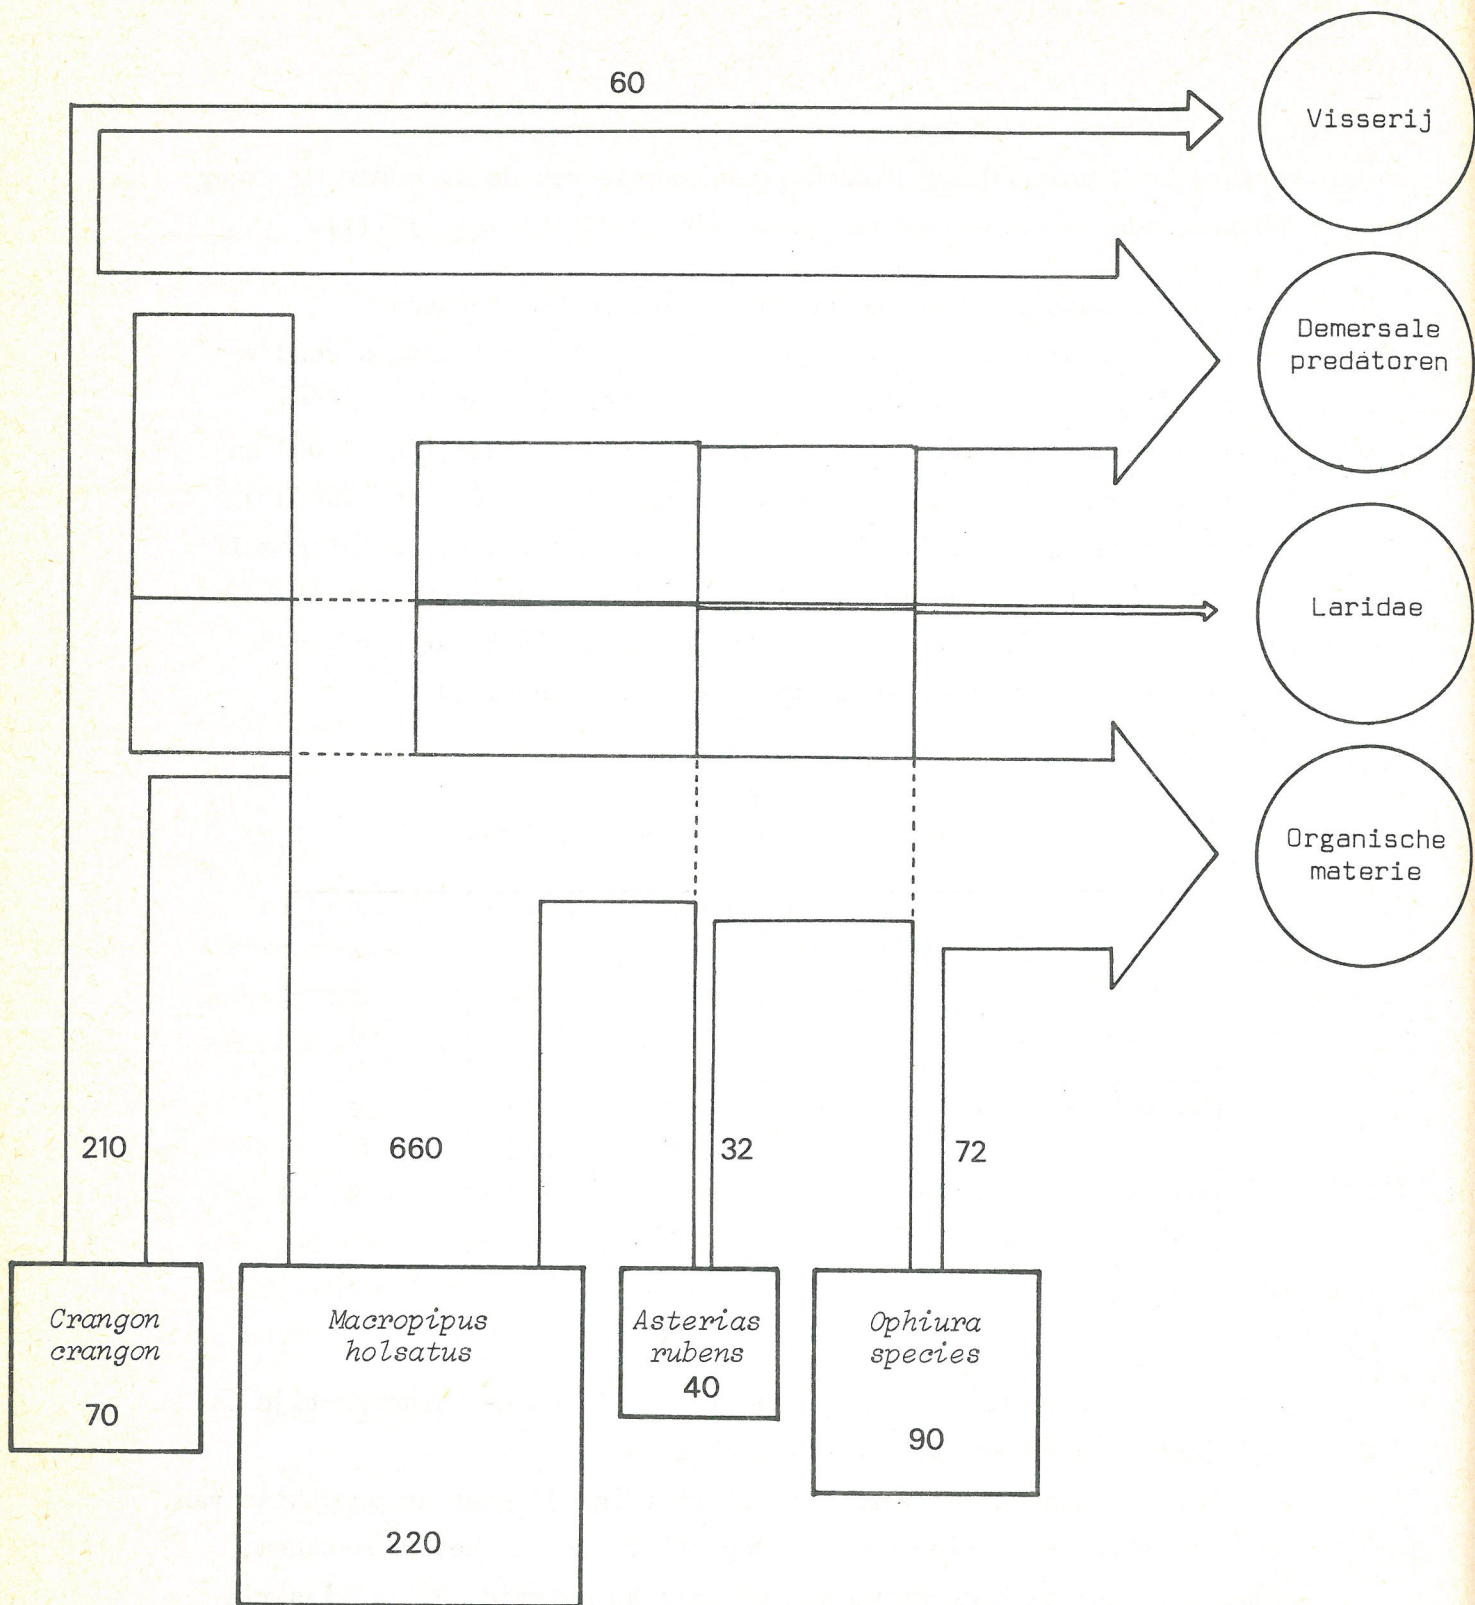 60
Visserij
Demersale
predátoren
Laridae
Organische
materie
210
660
32
72
Crangon
crangon
70
Macropipus
holsatus
220
Asterias
rubens
40
Ophiura
species
90